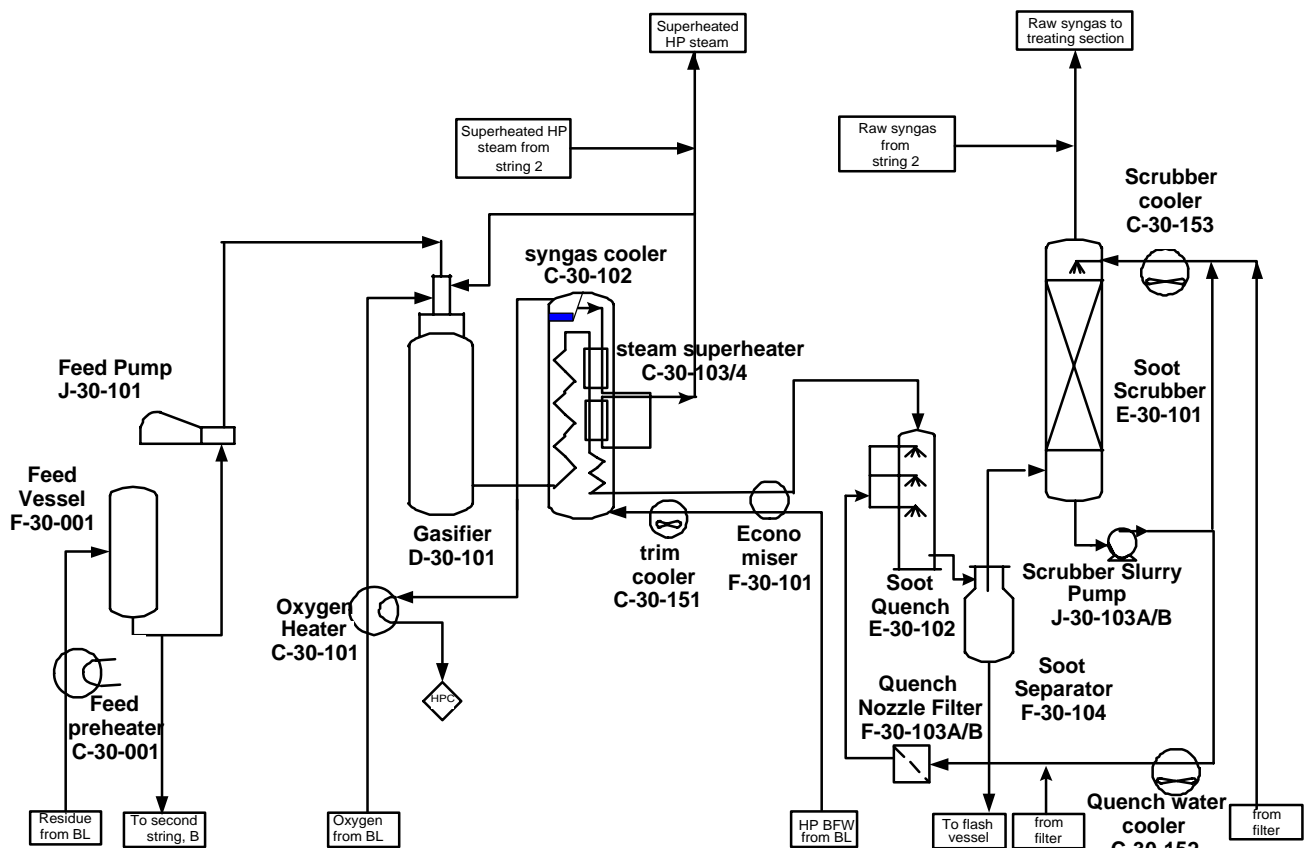 Superheated
HP steam
Raw syngas to
treating section
Superheated HP
steam from
string 2
Raw syngas
from
string 2
Scrubber
cooler
C-30-153
syngas cooler
C-30-102
Feed Pump
J-30-101
steam superheater
C-30-103/4
Soot
Scrubber
E-30-101
Feed
Vessel
F-30-001
Gasifier
D-30-101
trim
cooler
C-30-151
Econo
miser
F-30-101
Soot
Quench
E-30-102
Scrubber Slurry
Pump
J-30-103A/B
Oxygen
Heater
C-30-101
HPC
Feed
preheater
C-30-001
Quench
Nozzle Filter
F-30-103A/B
Soot
Separator
F-30-104
Residue
from BL
To second
string, B
Oxygen
from BL
HP BFW
from BL
To flash
vessel
from
filter
Quench water
cooler
C-30-152
from
filter